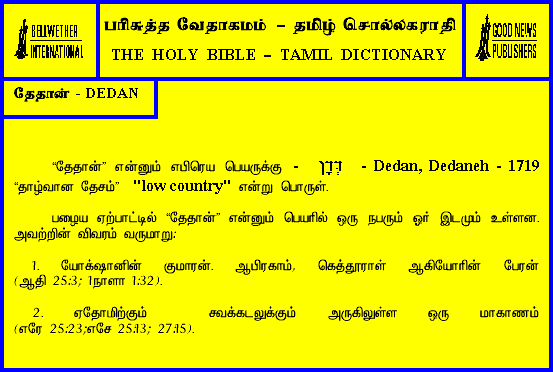 BELLWETHER
INTERNATIONAL
பரிசுத்த வேதாகமம் – தமிழ் சொல்லகராதி
THE HOLY BIBLE – TAMIL DICTIONARY
GOOD NEWS
PUBLISHERS
தேதான் - DEDAN
“தேதான்” என்னும் எபிரெய பெயருக்கு - דְּדָן - Dedan, Dedaneh - 1719
“தாழ்வான தேசம்” "low country" என்று பொருள்.
பழைய ஏற்பாட்டில் “தேதான்” என்னும் பெயரில் ஒரு நபரும் ஓர் இடமும் உள்ளன.
அவற்றின் விவரம் வருமாறு:
1. யோக்ஷானின் குமாரன். ஆபிரகாம், கெத்தூராள் ஆகியோரின் பேரன்
(ஆதி 25:3; 1நாளா 1:32).
2. ஏதோமிற்கும் சவக்கடலுக்கும் அருகிலுள்ள ஒரு மாகாணம்
(எரே 25:23;எசே 25:13; 27:15).